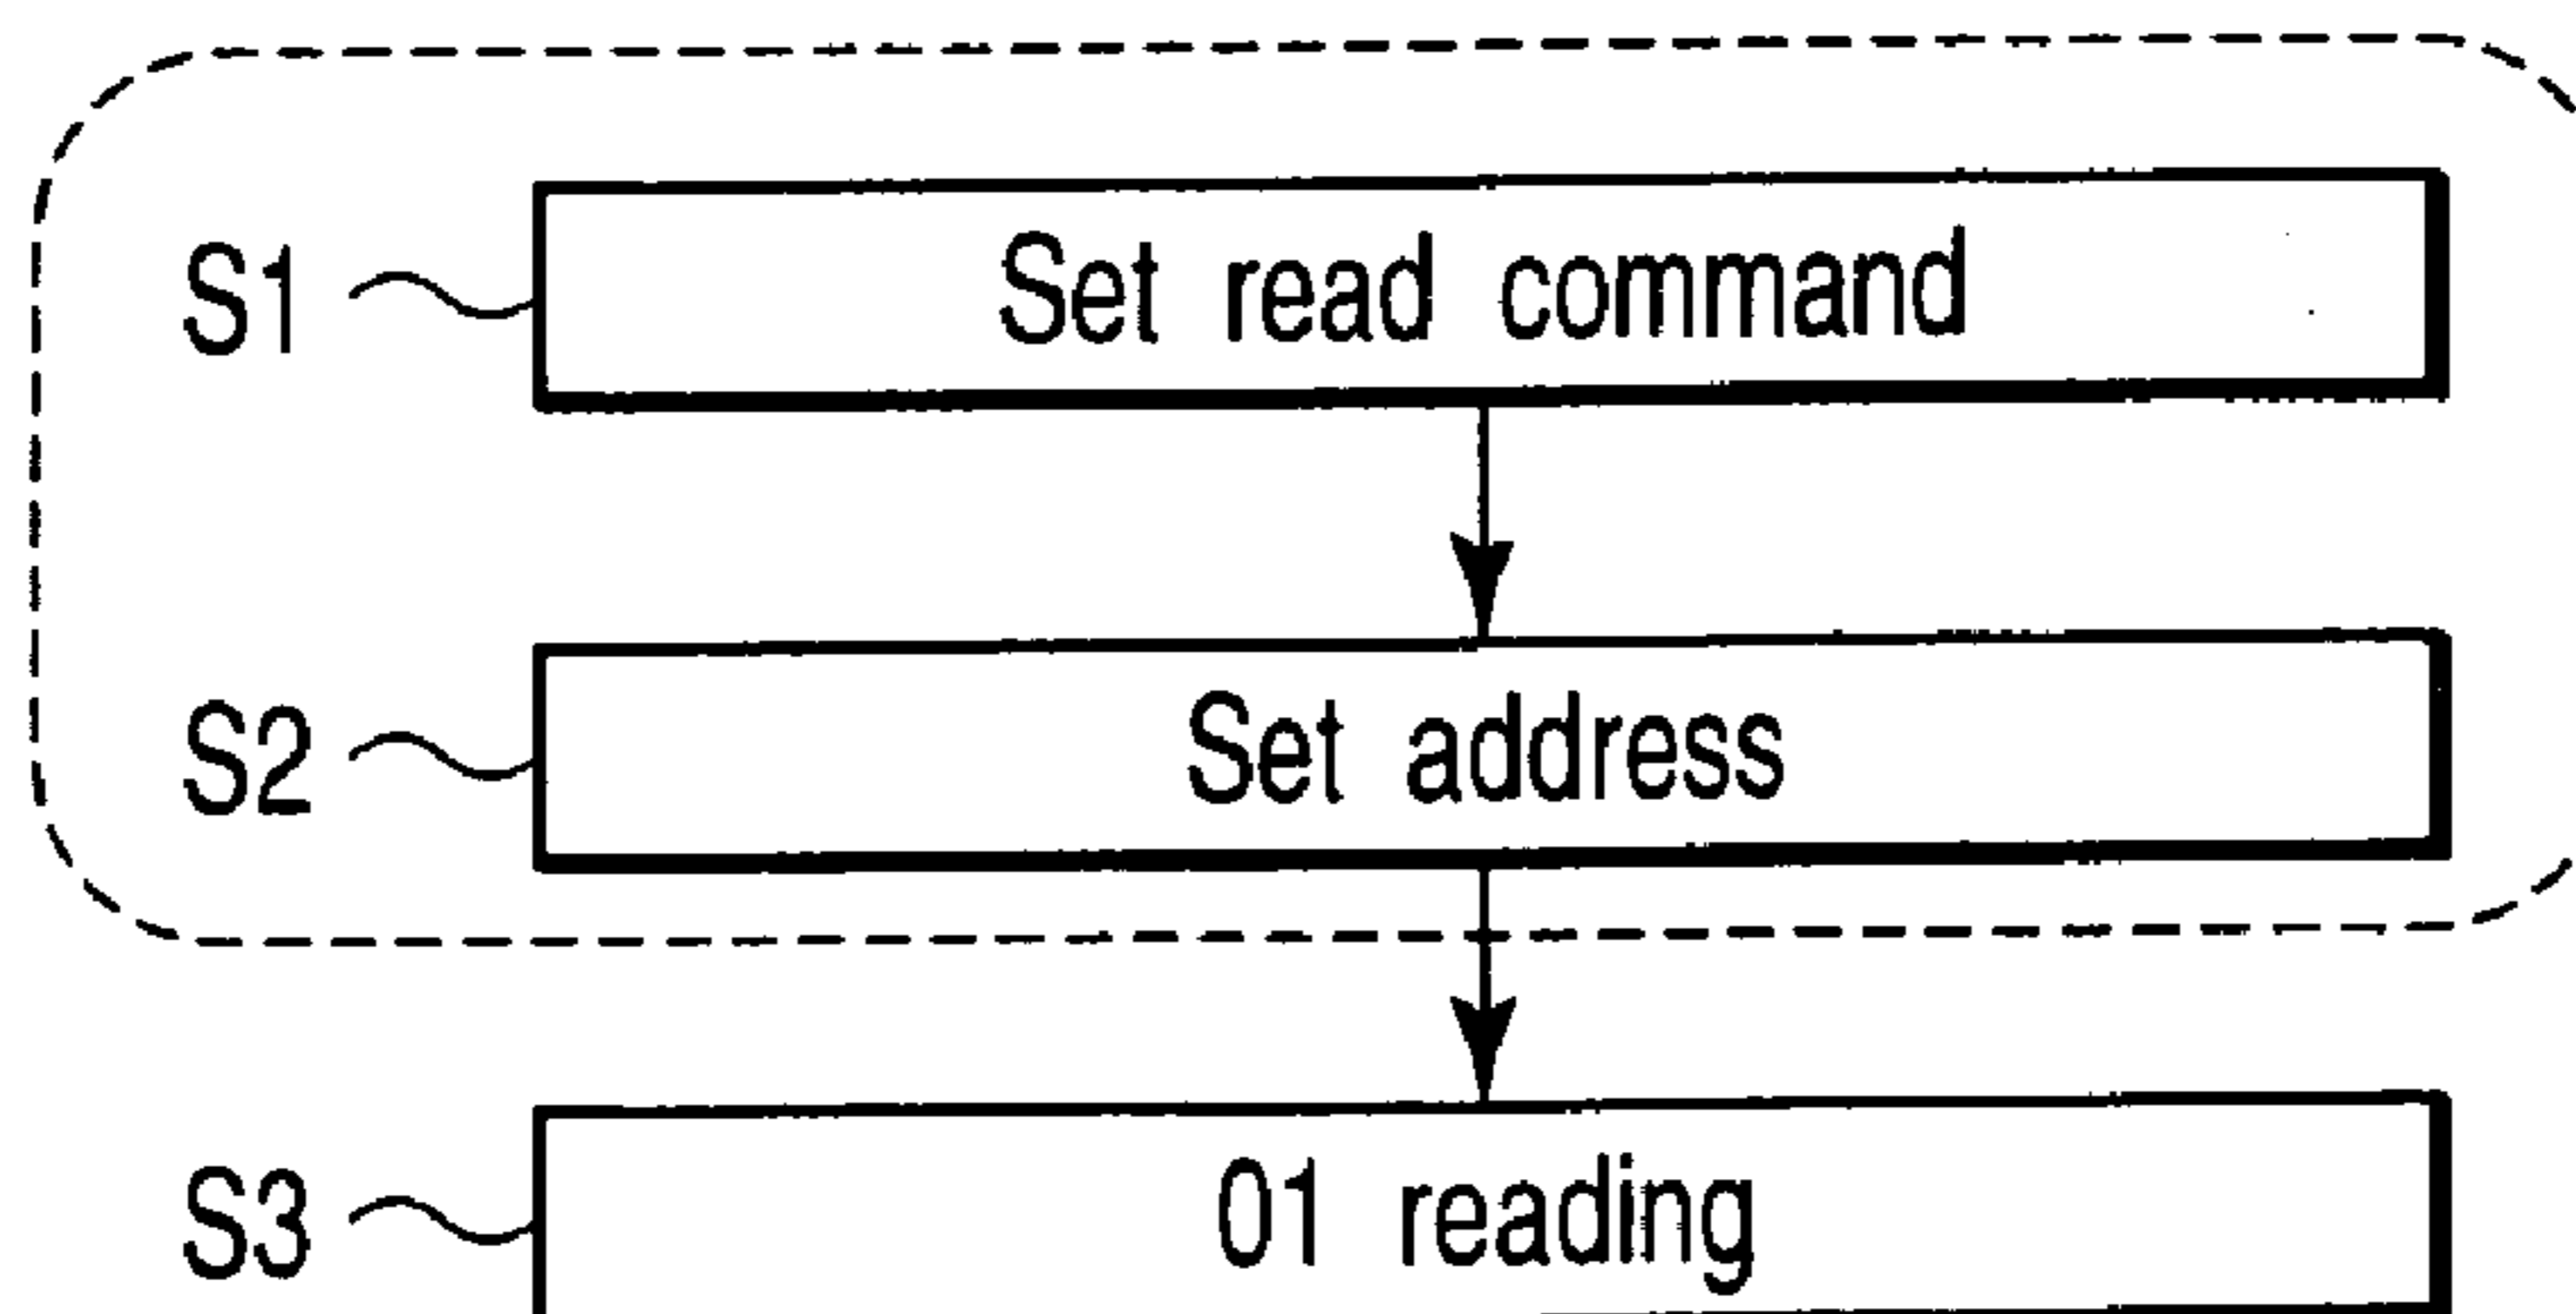 S1 Set read command
S2 Set address
S3 01 reading